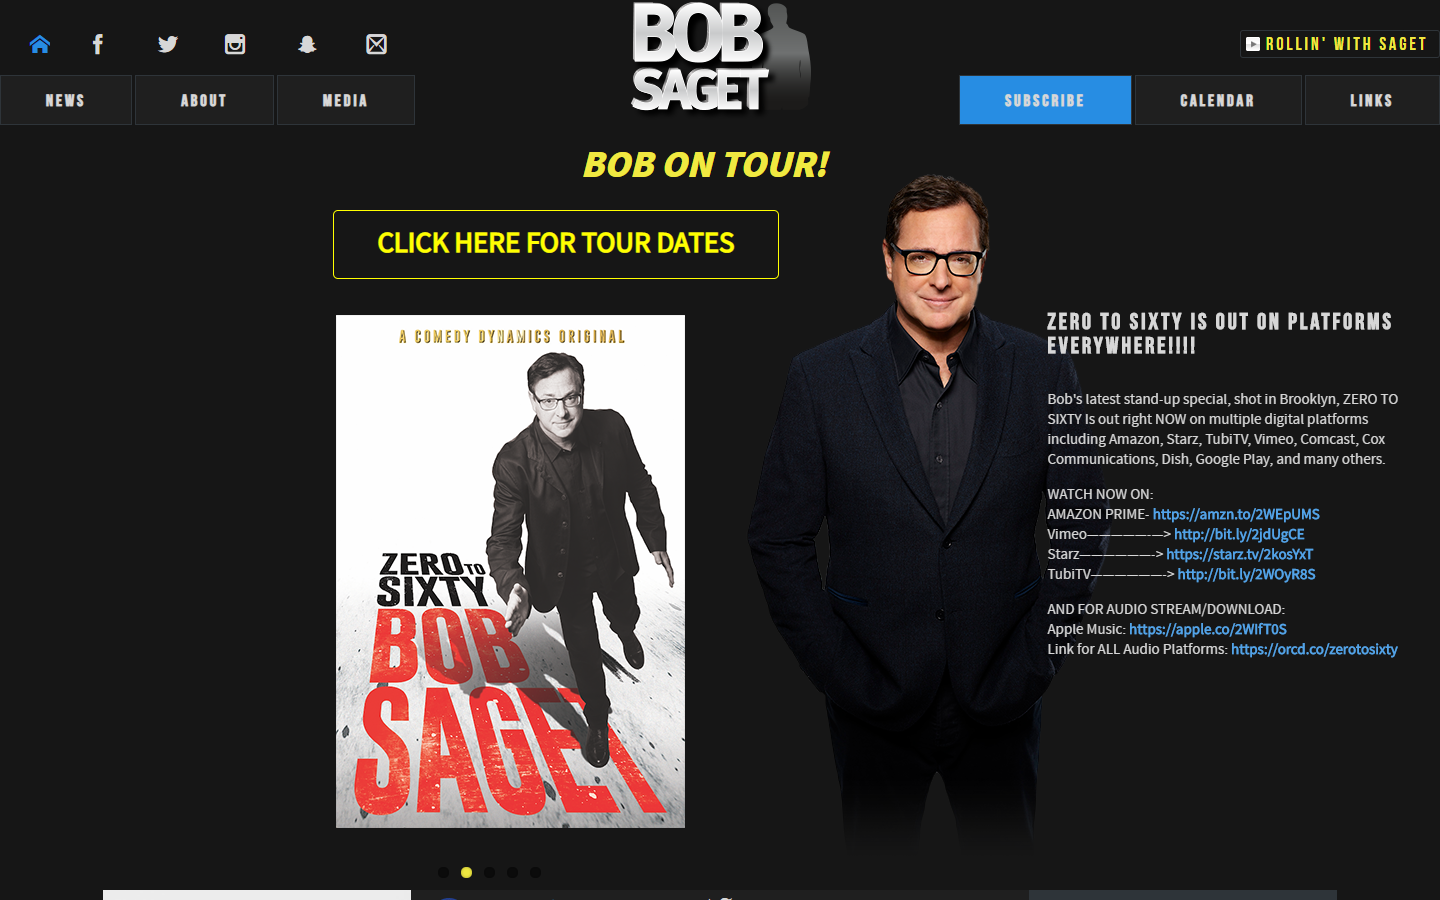 BOB
SAGET
ROLLIN' WITH SAGET
NEWS
ABOUT
MEDIA
SUBSCRIBE
CALENDAR
LINKS
BOB ON TOUR!
CLICK HERE FOR TOUR DATES
A COMEDY DYNAMICS ORIGINAL
ZERO TO
SIXTY
BOB
SAGET
ZERO TO SIXTY IS OUT ON PLATFORMS
EVERYWHERE!!!!
Bob's latest stand-up special, shot in Brooklyn, ZERO TO
SIXTY Is out right NOW on multiple digital platforms
including Amazon, Starz, TubiTV, Vimeo, Comcast, Cox
Communications, Dish, Google Play, and many others.
WATCH NOW ON:
AMAZON PRIME- https://amzn.to/2WEpUMS
Vimeo—————-—> http://bit.ly/2jdUgCE
Starz——————-> https://starz.tv/2kosYxT
TubiTV——————-> http://bit.ly/2WOyR8S
AND FOR AUDIO STREAM/DOWNLOAD:
Apple Music: https://apple.co/2WIfT0S
Link for ALL Audio Platforms: https://orcd.co/zerotosixty